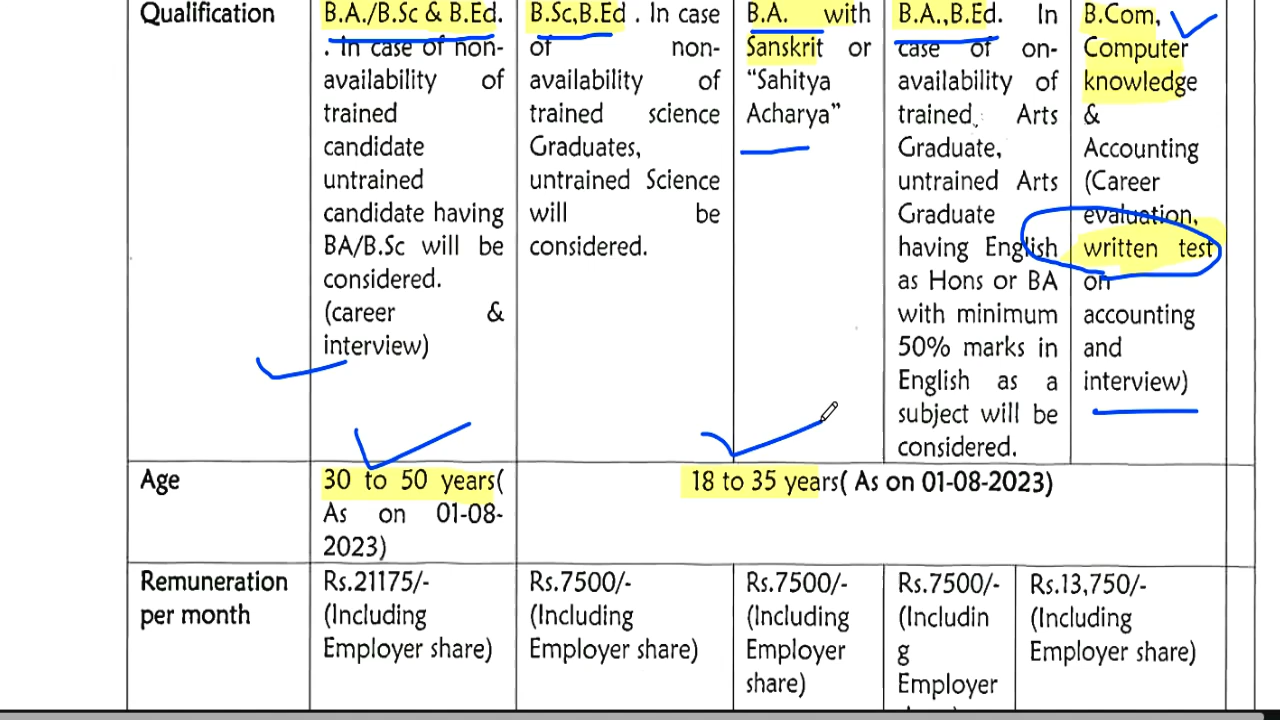 Qualification
B.A./B.Sc & B.Ed.
. In case of non-
availability of
trained
candidate
untrained
candidate having
BA/B.Sc will be
considered.
(career &
interview)
B.Sc,B.Ed . In case
of non-
availability of
trained science
Graduates,
untrained Science
will be
considered.
B.A. with
Sanskrit or
“Sahitya
Acharya”
B.A.,B.Ed. In
case of on-
availability of
trained, Arts
Graduate,
untrained Arts
Graduate
having English
as Hons or BA
with minimum
50% marks in
English as a
subject will be
considered.
B.Com,
Computer
knowledge
&
Accounting
(Career
evaluation,
written test
on
accounting
and
interview)
Age
30 to 50 years(
As on 01-08-
2023)
18 to 35 years( As on 01-08-2023)
Remuneration
per month
Rs.21175/-
(Including
Employer share)
Rs.7500/-
(Including
Employer share)
Rs.7500/-
(Including
Employer
share)
Rs.7500/-
(Includin
g
Employer
Rs.13,750/-
(Including
Employer share)